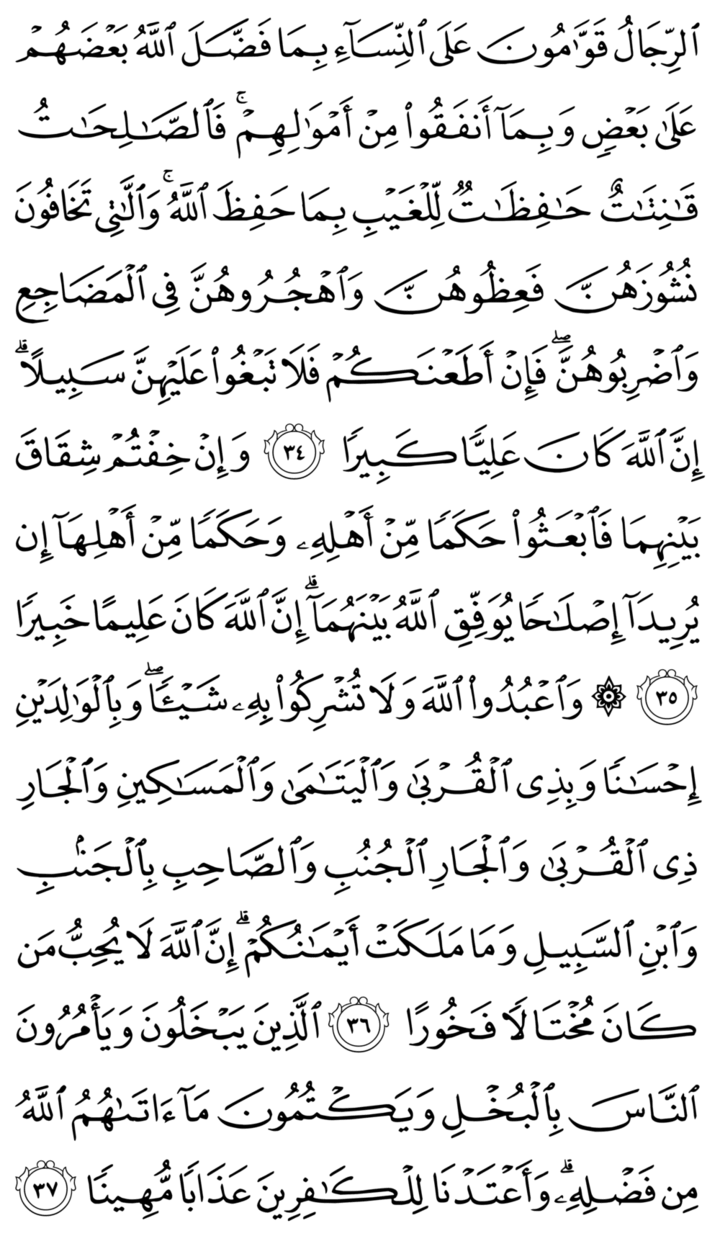 ٱلرِّجَالُ قَوَّٰمُونَ عَلَى ٱلنِّسَآءِ بِمَا فَضَّلَ ٱللَّهُ بَعۡضَهُمۡ
عَلَىٰ بَعۡضٖ وَبِمَآ أَنفَقُواْ مِنۡ أَمۡوَٰلِهِمۡۚ فَٱلصَّٰلِحَٰتُ
قَٰنِتَٰتٌ حَٰفِظَٰتٞ لِّلۡغَيۡبِ بِمَا حَفِظَ ٱللَّهُۚ وَٱلَّٰتِي تَخَافُونَ
نُشُوزَهُنَّ فَعِظُوهُنَّ وَٱهۡجُرُوهُنَّ فِي ٱلۡمَضَاجِعِ
وَٱضۡرِبُوهُنَّۖ فَإِنۡ أَطَعۡنَكُمۡ فَلَا تَبۡغُواْ عَلَيۡهِنَّ سَبِيلًاۗ
إِنَّ ٱللَّهَ كَانَ عَلِيّٗا كَبِيرٗا ٣٤ وَإِنۡ خِفۡتُمۡ شِقَاقَ
بَيۡنِهِمَا فَٱبۡعَثُواْ حَكَمٗا مِّنۡ أَهۡلِهِۦ وَحَكَمٗا مِّنۡ أَهۡلِهَآ إِن
يُرِيدَآ إِصۡلَٰحٗا يُوَفِّقِ ٱللَّهُ بَيۡنَهُمَآۗ إِنَّ ٱللَّهَ كَانَ عَلِيمًا خَبِيرٗا
٣٥ ۞ وَٱعۡبُدُواْ ٱللَّهَ وَلَا تُشۡرِكُواْ بِهِۦ شَيۡـٔٗاۖ وَبِٱلۡوَٰلِدَيۡنِ
إِحۡسَٰنٗا وَبِذِي ٱلۡقُرۡبَىٰ وَٱلۡيَتَٰمَىٰ وَٱلۡمَسَٰكِينِ وَٱلۡجَارِ
ذِي ٱلۡقُرۡبَىٰ وَٱلۡجَارِ ٱلۡجُنُبِ وَٱلصَّاحِبِ بِٱلۡجَنۢبِ
وَٱبۡنِ ٱلسَّبِيلِ وَمَا مَلَكَتۡ أَيۡمَٰنُكُمۡۗ إِنَّ ٱللَّهَ لَا يُحِبُّ مَن
كَانَ مُخۡتَالٗا فَخُورًا ٣٦ ٱلَّذِينَ يَبۡخَلُونَ وَيَأۡمُرُونَ
ٱلنَّاسَ بِٱلۡبُخۡلِ وَيَكۡتُمُونَ مَآ ءَاتَىٰهُمُ ٱللَّهُ
مِن فَضۡلِهِۦۗ وَأَعۡتَدۡنَا لِلۡكَٰفِرِينَ عَذَابٗا مُّهِينٗا ٣٧